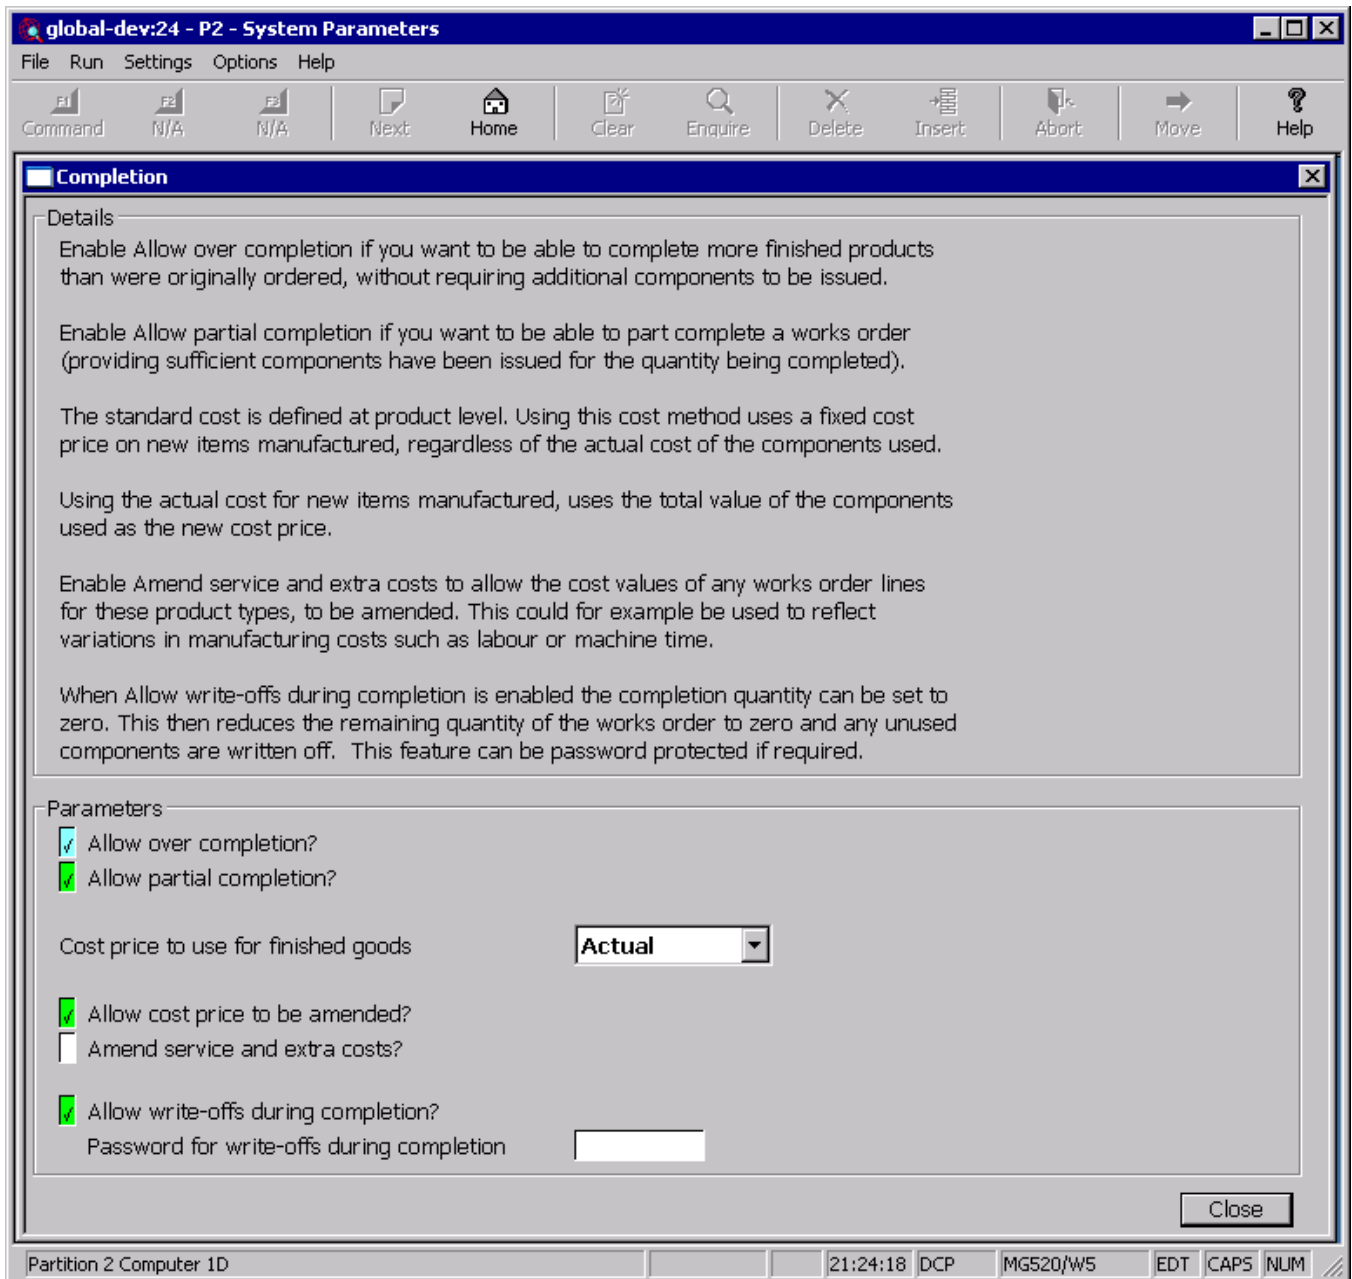 global-dev:24 - P2 - System Parameters
File Run Settings Options Help
F1 F2 F3
Command N/A N/A Next Home Clear Enquire Delete Insert Abort Move Help
Completion
Details
Enable Allow over completion if you want to be able to complete more finished products
than were originally ordered, without requiring additional components to be issued.
Enable Allow partial completion if you want to be able to part complete a works order
(providing sufficient components have been issued for the quantity being completed).
The standard cost is defined at product level. Using this cost method uses a fixed cost
price on new items manufactured, regardless of the actual cost of the components used.
Using the actual cost for new items manufactured, uses the total value of the components
used as the new cost price.
Enable Amend service and extra costs to allow the cost values of any works order lines
for these product types, to be amended. This could for example be used to reflect
variations in manufacturing costs such as labour or machine time.
When Allow write-offs during completion is enabled the completion quantity can be set to
zero. This then reduces the remaining quantity of the works order to zero and any unused
components are written off.  This feature can be password protected if required.
Parameters
Allow over completion?
Allow partial completion?
Cost price to use for finished goods Actual
Allow cost price to be amended?
Amend service and extra costs?
Allow write-offs during completion?
Password for write-offs during completion
Close
Partition 2 Computer 1D 21:24:18 DCP MG520/W5 EDT CAPS NUM